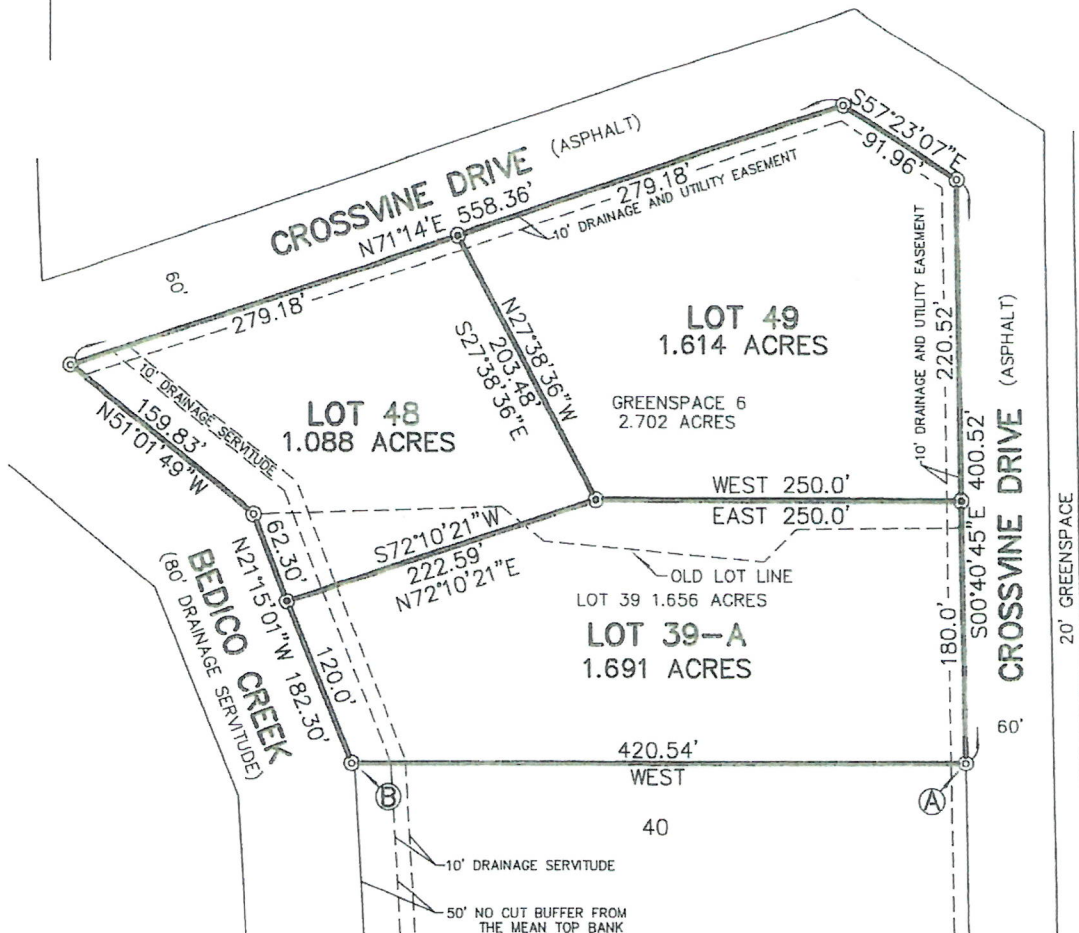 S57°23'07"E
91.96'
CROSSVINE DRIVE (ASPHALT)
N71°14'E 558.36'
279.18'
10' DRAINAGE AND UTILITY EASEMENT
60'
279.18'
10' DRAINAGE SERVITUDE
159.83'
N51°01'49"W
LOT 48
1.088 ACRES
N27°38'36"W
203.48'
S27°38'36"E
LOT 49
1.614 ACRES
GREENSPACE 6
2.702 ACRES
10' DRAINAGE AND UTILITY EASEMENT
220.52'
S00°40'45"E 400.52'
CROSSVINE DRIVE (ASPHALT)
20' GREENSPACE
WEST 250.0'
EAST 250.0'
S72°10'21"W
222.59'
N72°10'21"E
62.30'
N21°15'01"W 182.30'
120.0'
BEDICO CREEK
(80' DRAINAGE SERVITUDE)
OLD LOT LINE
LOT 39 1.656 ACRES
LOT 39-A
1.691 ACRES
180.0'
60'
420.54'
WEST
B
A
40
10' DRAINAGE SERVITUDE
50' NO CUT BUFFER FROM
THE MEAN TOP BANK